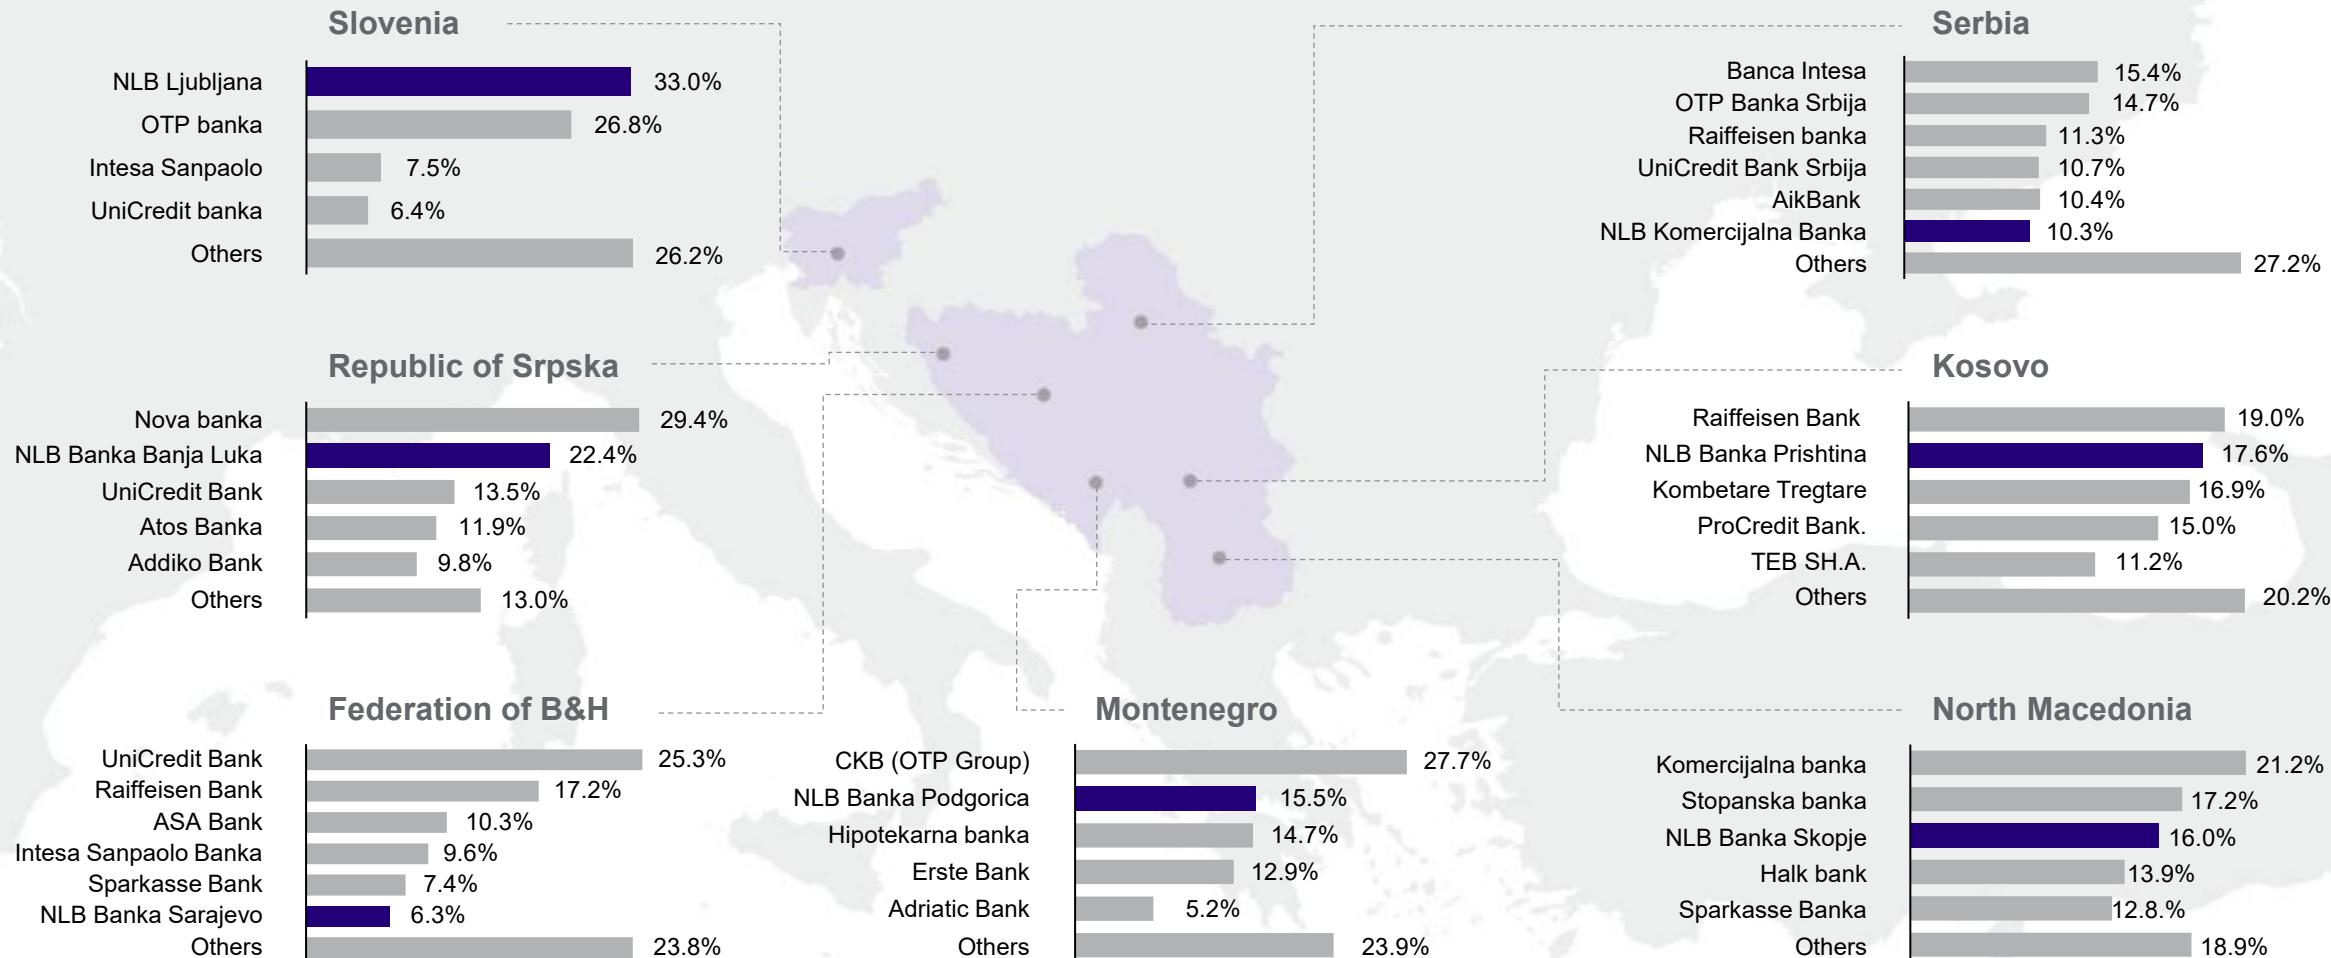 Slovenia
NLB Ljubljana 33.0%
OTP banka 26.8%
Intesa Sanpaolo 7.5%
UniCredit banka 6.4%
Others 26.2%
Serbia
Banca Intesa 15.4%
OTP Banka Srbija 14.7%
Raiffeisen banka 11.3%
UniCredit Bank Srbija 10.7%
AikBank 10.4%
NLB Komercijalna Banka 10.3%
Others 27.2%
Republic of Srpska
Nova banka 29.4%
NLB Banka Banja Luka 22.4%
UniCredit Bank 13.5%
Atos Banka 11.9%
Addiko Bank 9.8%
Others 13.0%
Kosovo
Raiffeisen Bank 19.0%
NLB Banka Prishtina 17.6%
Kombetare Tregtare 16.9%
ProCredit Bank. 15.0%
TEB SH.A. 11.2%
Others 20.2%
Federation of B&H
UniCredit Bank 25.3%
Raiffeisen Bank 17.2%
ASA Bank 10.3%
Intesa Sanpaolo Banka 9.6%
Sparkasse Bank 7.4%
NLB Banka Sarajevo 6.3%
Others 23.8%
Montenegro
CKB (OTP Group) 27.7%
NLB Banka Podgorica 15.5%
Hipotekarna banka 14.7%
Erste Bank 12.9%
Adriatic Bank 5.2%
Others 23.9%
North Macedonia
Komercijalna banka 21.2%
Stopanska banka 17.2%
NLB Banka Skopje 16.0%
Halk bank 13.9%
Sparkasse Banka 12.8.%
Others 18.9%